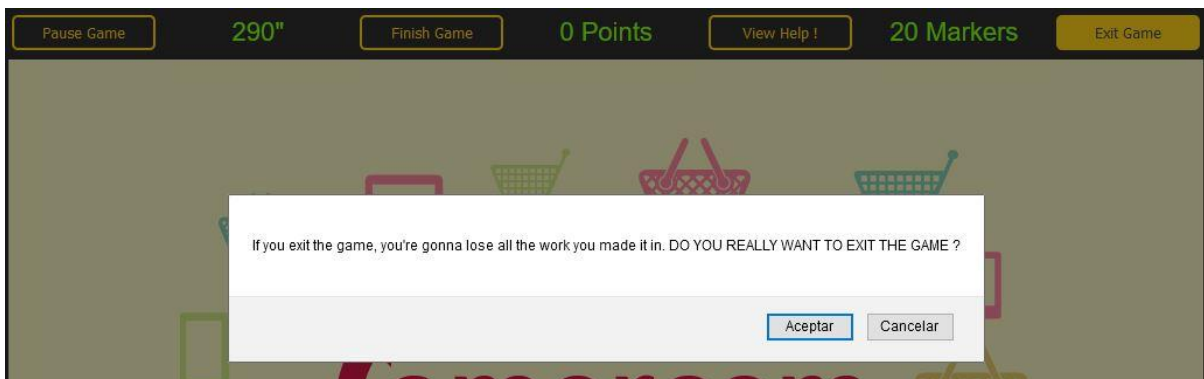 Pause Game
290"
Finish Game
0 Points
View Help !
20 Markers
Exit Game
If you exit the game, you're gonna lose all the work you made it in. DO YOU REALLY WANT TO EXIT THE GAME ?
Aceptar
Cancelar